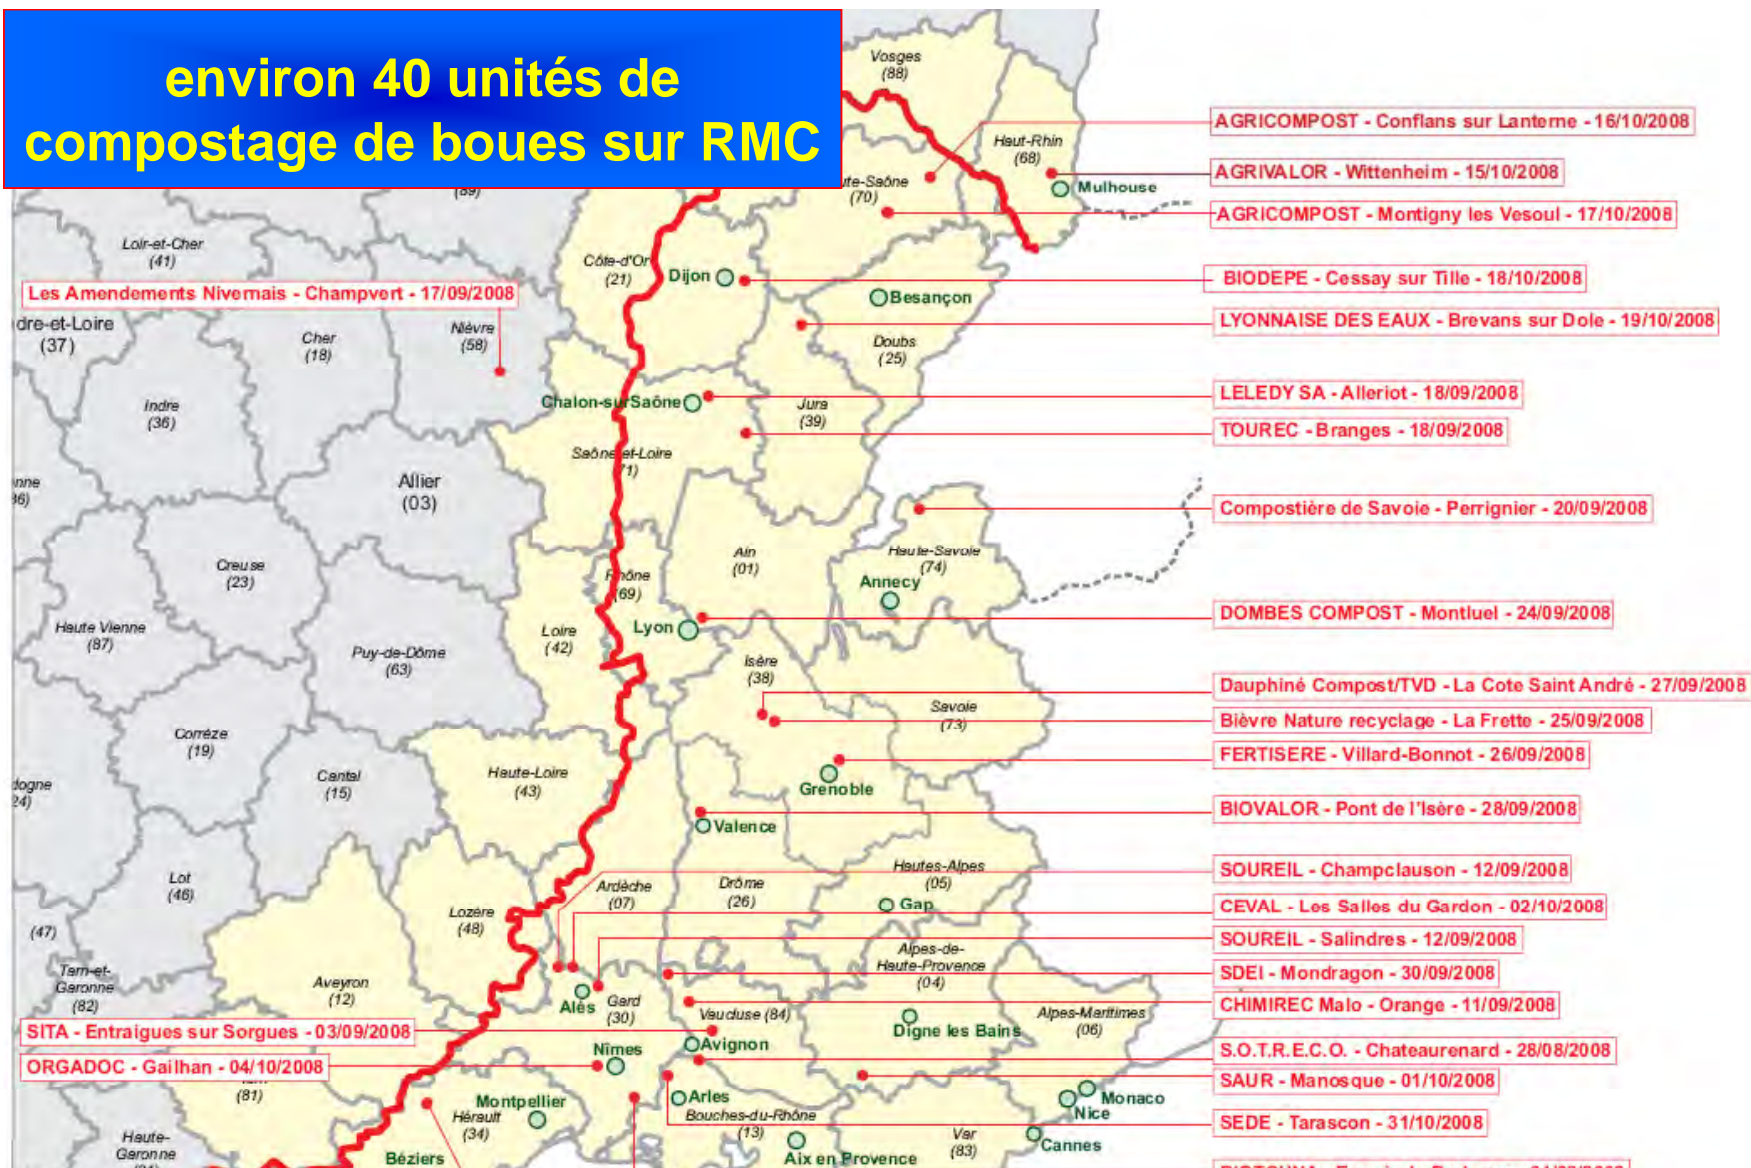 environ 40 unités de
compostage de boues sur RMC
Vosges
(88)
Haut-Rhin
(68)
Mulhouse
(70)
(89)
Loir-et-Cher
(41)
Côte-d'Or
(21)
Dijon
Besançon
Doubs
(25)
Les Amendements Nivernais - Champvert - 17/09/2008
dre-et-Loire
(37)
Cher
(18)
Nièvre
(58)
Indre
(36)
Chalon-sur Saône
Jura
(39)
Saône-et-Loire
71)
Allier
(03)
Creuse
(23)
Ain
(01)
Rhône
(69)
Haute-Savoie
(74)
Annecy
Haute Vienne
(87)
Loire
(42)
Lyon
Puy-de-Dôme
(63)
Isère
(38)
Savoie
(73)
Corrèze
(19)
Cantal
(15)
Haute-Loire
(43)
Grenoble
Valence
Lot
(46)
Ardèche
(07)
Drôme
(26)
Hautes-Alpes
(05)
Gap
Lozère
(48)
(47)
Tarn-et-
Garonne
(82)
Aveyron
(12)
Alpes-de-
Haute-Provence
(04)
Alès
Gard
(30)
Vaucluse (84)
Alpes-Maritimes
(06)
Digne les Bains
SITA - Entraigues sur Sorgues - 03/09/2008
Avignon
Nîmes
ORGADOC - Gailhan - 04/10/2008
(81)
Arles
Monaco
Nice
Montpellier
Hérault
(34)
Bouches-du-Rhône
(13)
Var
(83)
Cannes
Haute-
Garonne
Béziers
Aix en Provence
AGRICOMPOST - Conflans sur Lanterne - 16/10/2008
AGRIVALOR - Wittenheim - 15/10/2008
AGRICOMPOST - Montigny les Vesoul - 17/10/2008
BIODEPE - Cessay sur Tille - 18/10/2008
LYONNAISE DES EAUX - Brevans sur Dole - 19/10/2008
LELEDY SA - Alleriot - 18/09/2008
TOUREC - Branges - 18/09/2008
Compostière de Savoie - Perrignier - 20/09/2008
DOMBES COMPOST - Montluel - 24/09/2008
Dauphiné Compost/TVD - La Cote Saint André - 27/09/2008
Bièvre Nature recyclage - La Frette - 25/09/2008
FERTISERE - Villard-Bonnot - 26/09/2008
BIOVALOR - Pont de l'Isère - 28/09/2008
SOUREIL - Champclauson - 12/09/2008
CEVAL - Les Salles du Gardon - 02/10/2008
SOUREIL - Salindres - 12/09/2008
SDEI - Mondragon - 30/09/2008
CHIMIREC Malo - Orange - 11/09/2008
S.O.T.R.E.C.O. - Chateaurenard - 28/08/2008
SAUR - Manosque - 01/10/2008
SEDE - Tarascon - 31/10/2008